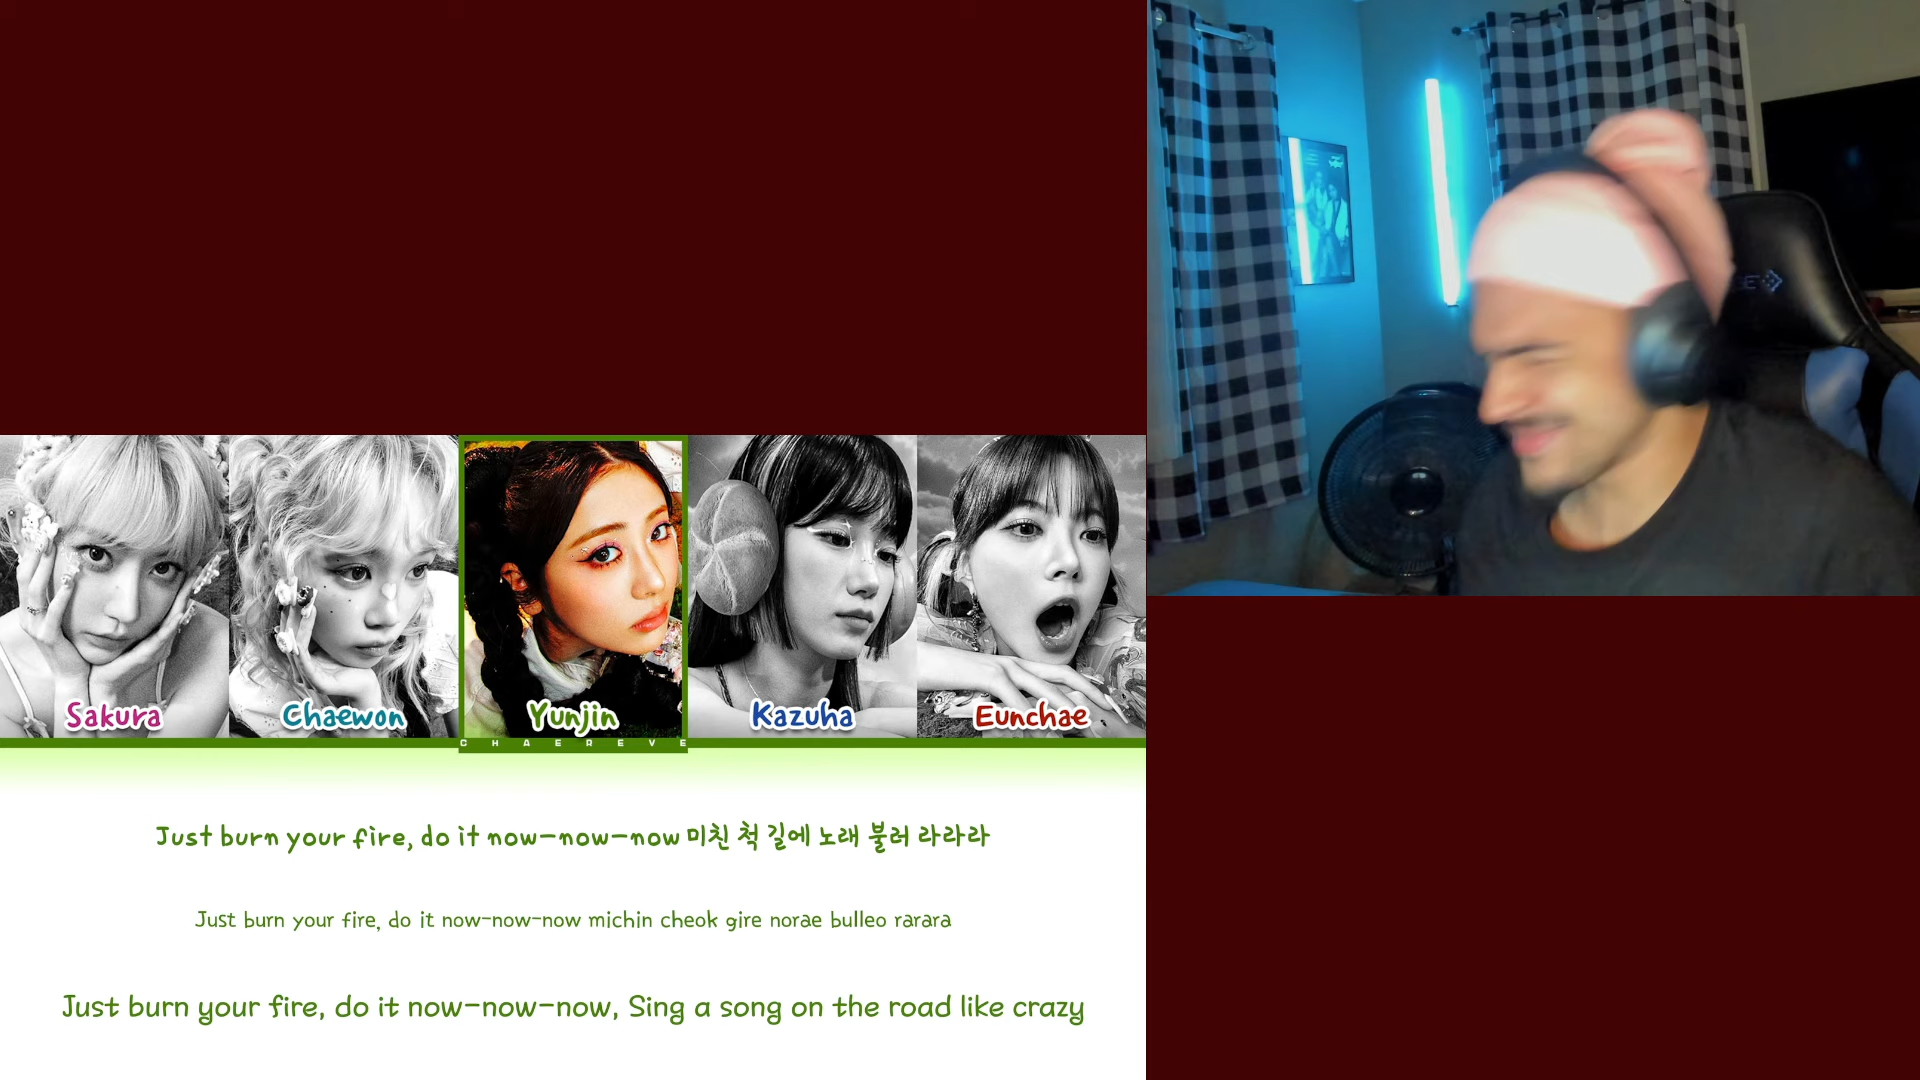 Sakura
Chaewon
Yunjin
Kazuha
Eunchae
CHAEREVE
Just burn your fire, do it now-now-now 미친 척 길에 노래 불러 라라라
Just burn your fire, do it now-now-now michin cheok gire norae bulleo rarara
Just burn your fire, do it now-now-now, Sing a song on the road like crazy